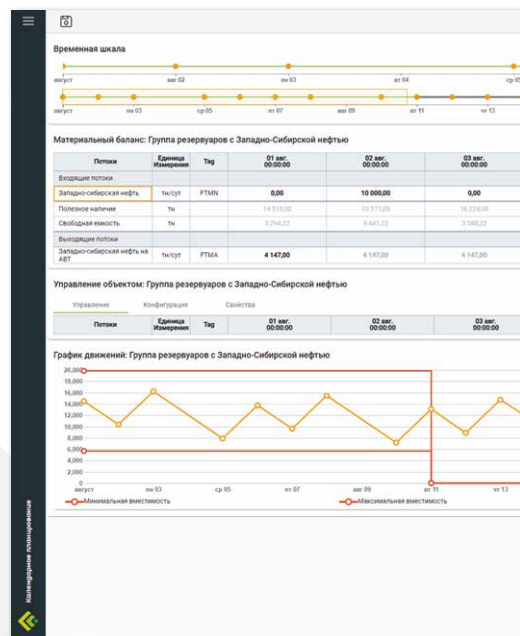 Временная шкала
август авг 02 пн 03 вт 04 ср 05
август пн 03 ср 05 пт 07 авг 09 вт 11 чт 13
Материальный баланс: Группа резервуаров с Западно-Сибирской нефтью
Потоки Единица Измерения Tag 01 авг. 00:00:00 02 авг. 00:00:00 03 авг. 00:00:00
Входящие потоки
Западно-сибирская нефть тн/сут FTMN 0,00 10 000,00 0,00
Полезное наличие тн
Свободная емкость тн
Выходящие потоки
Западно-сибирская нефть на АВТ тн/сут FTMA 4 147,00 4 147,00 4 147,00
Управление объектом: Группа резервуаров с Западно-Сибирской нефтью
Управление Конфигурация Свойства
Потоки Единица Измерения Tag 01 авг. 00:00:00 02 авг. 00:00:00 03 авг. 00:00:00
График движений: Группа резервуаров с Западно-Сибирской нефтью
20,000
18,000
16,000
14,000
12,000
10,000
8,000
6,000
4,000
2,000
0
август пн 03 ср 05 пт 07 авг 09 вт 11 чт 13
Минимальная вместимость Максимальная вместимость
Календарное планирование